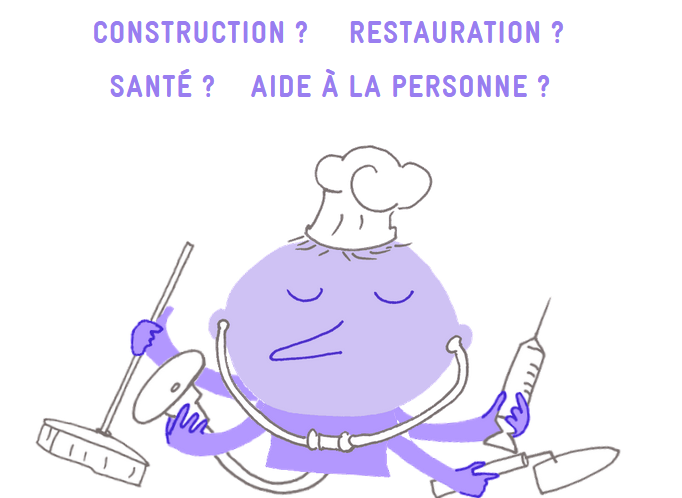 CONSTRUCTION ? RESTAURATION ?
SANTÉ ? AIDE À LA PERSONNE ?